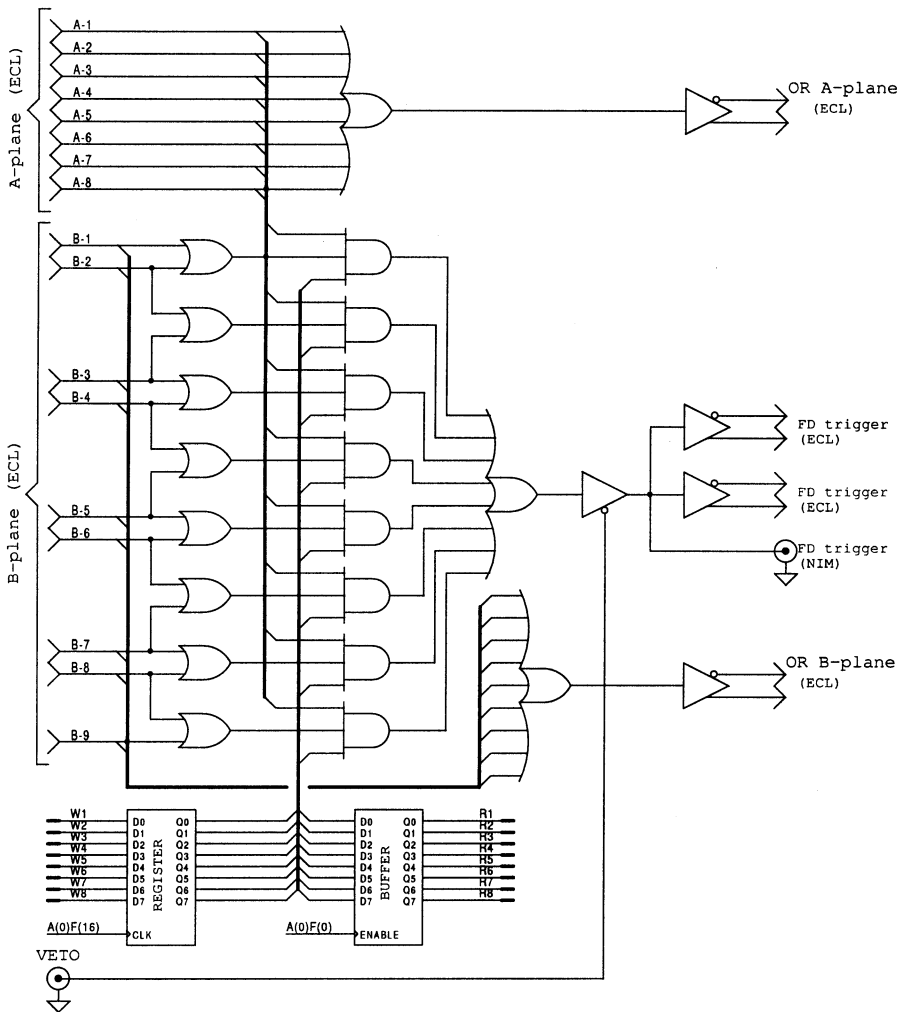 A-plane (ECL)
A-1
A-2
A-3
A-4
A-5
A-6
A-7
A-8
OR A-plane
(ECL)
B-plane (ECL)
B-1
B-2
B-3
B-4
B-5
B-6
B-7
B-8
B-9
FD trigger
(ECL)
FD trigger
(ECL)
FD trigger
(NIM)
OR B-plane
(ECL)
W1
W2
W3
W4
W5
W6
W7
W8
D0
D1
D2
D3
D4
D5
D6
D7
REGISTER
Q0
Q1
Q2
Q3
Q4
Q5
Q6
Q7
A(0)F(16)
CLK
D0
D1
D2
D3
D4
D5
D6
D7
BUFFER
Q0
Q1
Q2
Q3
Q4
Q5
Q6
Q7
R1
R2
R3
R4
R5
R6
R7
R8
A(0)F(0)
ENABLE
VETO